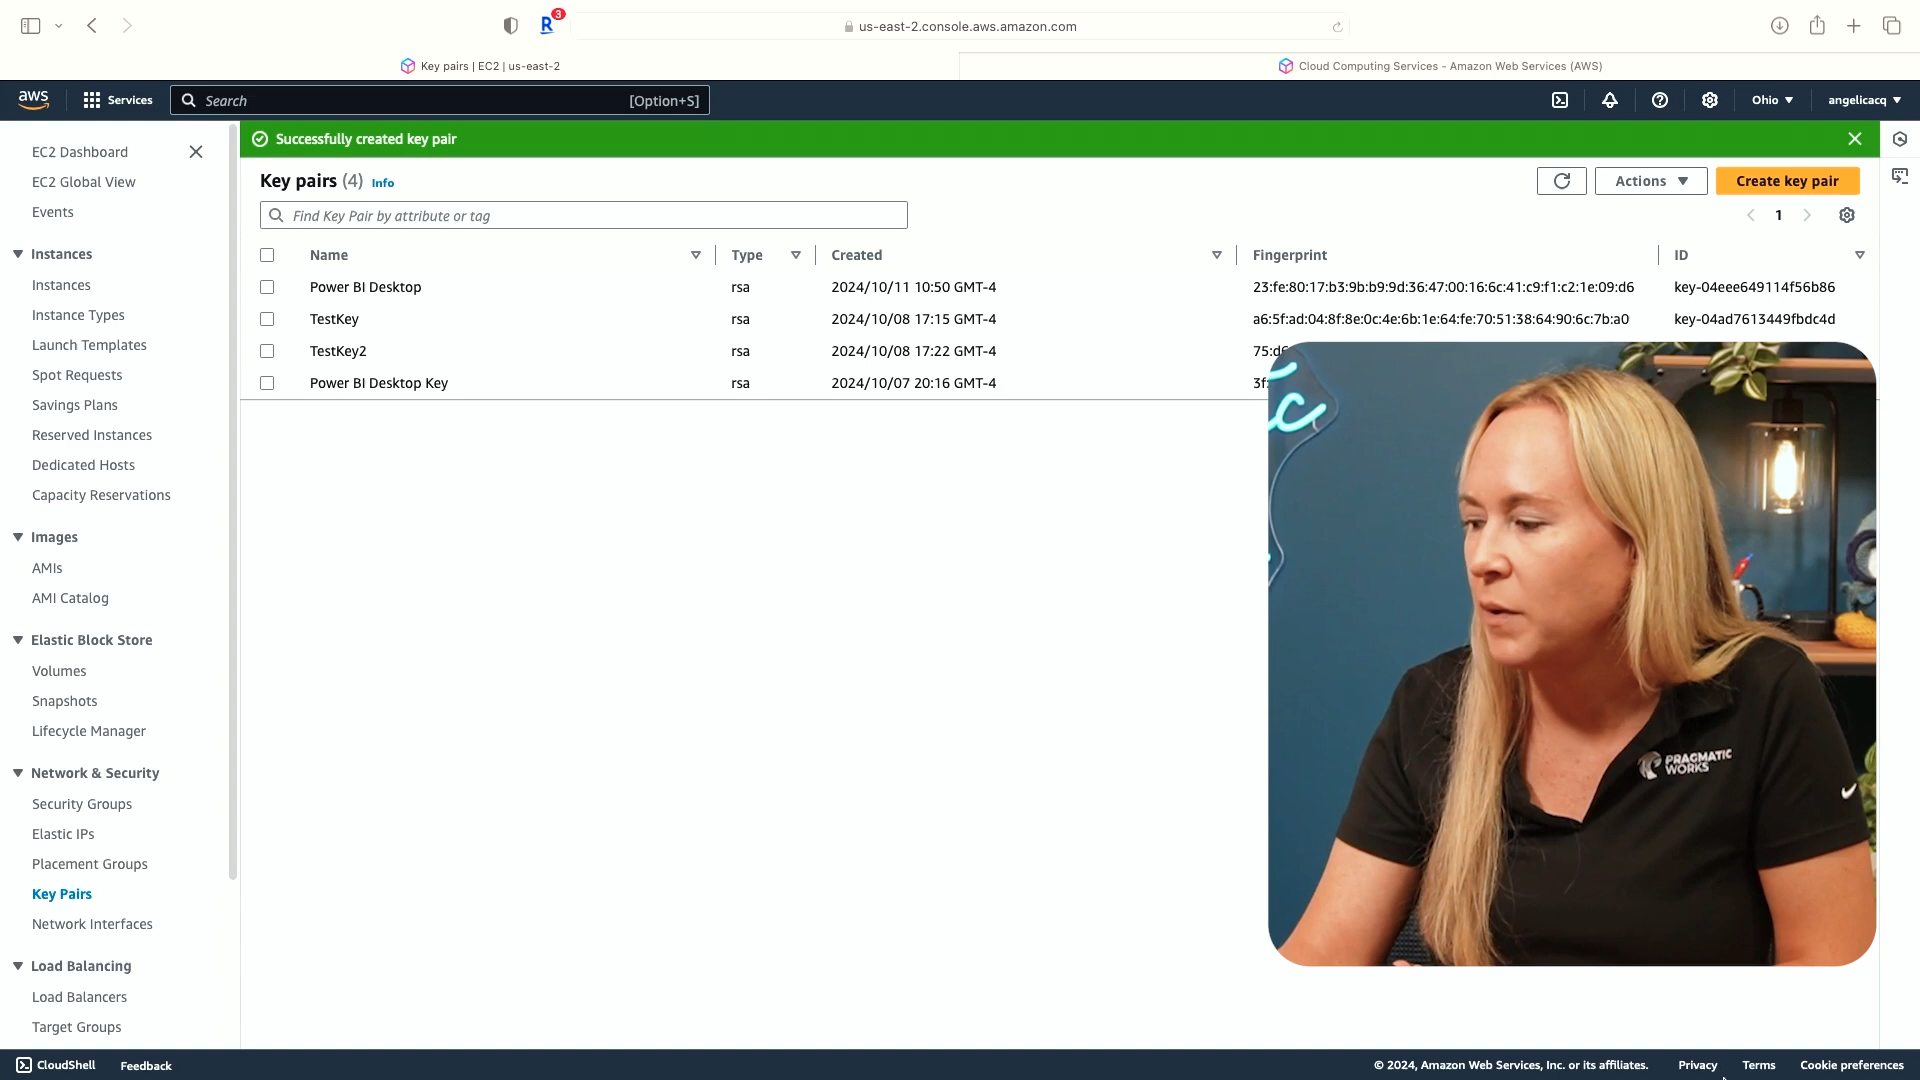 us-east-2.console.aws.amazon.com
R 3
Key pairs | EC2 | us-east-2
Cloud Computing Services - Amazon Web Services (AWS)
aws
Services
Search [Option+S]
Ohio
angelicacq
Successfully created key pair
EC2 Dashboard
EC2 Global View
Events
Instances
Instances
Instance Types
Launch Templates
Spot Requests
Savings Plans
Reserved Instances
Dedicated Hosts
Capacity Reservations
Images
AMIs
AMI Catalog
Elastic Block Store
Volumes
Snapshots
Lifecycle Manager
Network & Security
Security Groups
Elastic IPs
Placement Groups
Key Pairs
Network Interfaces
Load Balancing
Load Balancers
Target Groups
Key pairs (4) Info
Actions
Create key pair
Find Key Pair by attribute or tag
1
Name Type Created Fingerprint ID
Power BI Desktop rsa 2024/10/11 10:50 GMT-4 23:fe:80:17:b3:9b:b9:9d:36:47:00:16:6c:41:c9:f1:c2:1e:09:d6 key-04eee649114f56b86
TestKey rsa 2024/10/08 17:15 GMT-4 a6:5f:ad:04:8f:8e:0c:4e:6b:1e:64:fe:70:51:38:64:90:6c:7b:a0 key-04ad7613449fbdc4d
TestKey2 rsa 2024/10/08 17:22 GMT-4 75:d6
Power BI Desktop Key rsa 2024/10/07 20:16 GMT-4 3f:
PRAGMATIC
WORKS
CloudShell
Feedback
© 2024, Amazon Web Services, Inc. or its affiliates.
Privacy
Terms
Cookie preferences